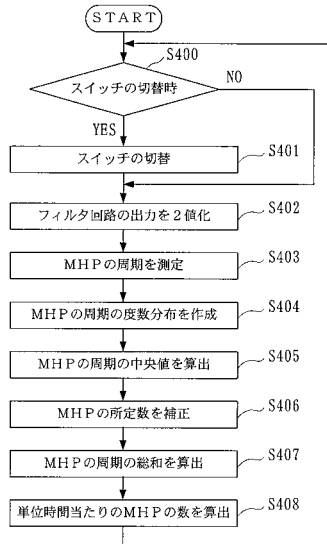 START
S400
スイッチの切替時
NO
YES
スイッチの切替
S401
フィルタ回路の出力を２値化
S402
MHPの周期を測定
S403
MHPの周期の度数分布を作成
S404
MHPの周期の中央値を算出
S405
MHPの所定数を補正
S406
MHPの周期の総和を算出
S407
単位時間当たりのMHPの数を算出
S408